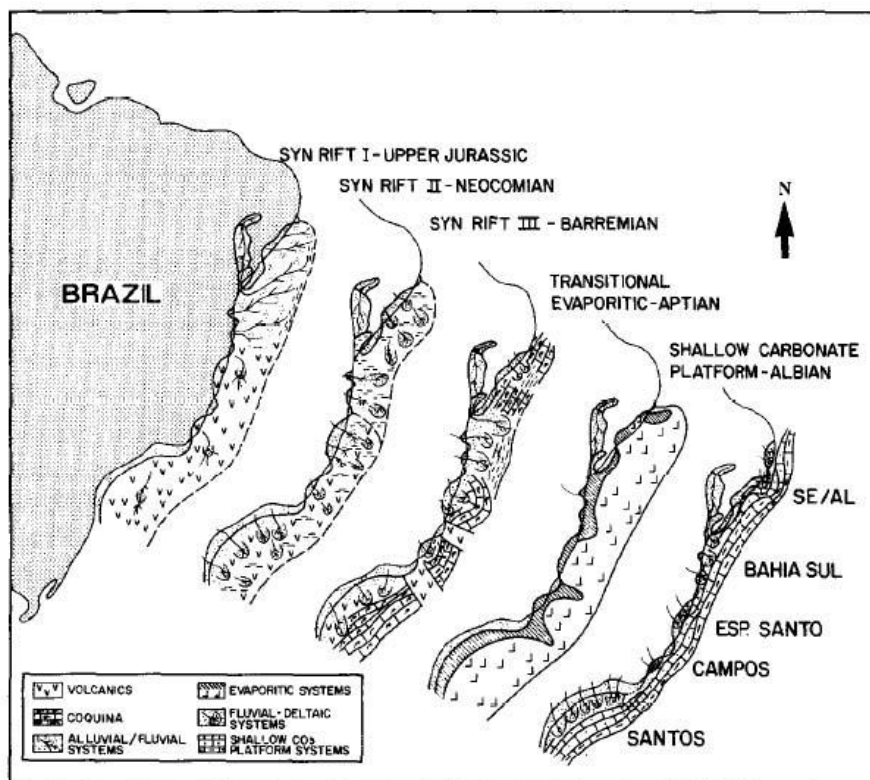 SYN RIFT I-UPPER JURASSIC
SYN RIFT II-NEOCOMIAN
SYN RIFT III - BARREMIAN
N
BRAZIL
TRANSITIONAL
EVAPORITIC-APTIAN
SHALLOW CARBONATE
PLATFORM-ALBIAN
SE/AL
BAHIA SUL
ESP. SANTO
CAMPOS
SANTOS
VOLCANICS
COQUINA
ALLUVIAL/FLUVIAL
SYSTEMS
EVAPORITIC SYSTEMS
FLUVIAL-DELTAIC
SYSTEMS
SHALLOW CO3
PLATFORM SYSTEMS